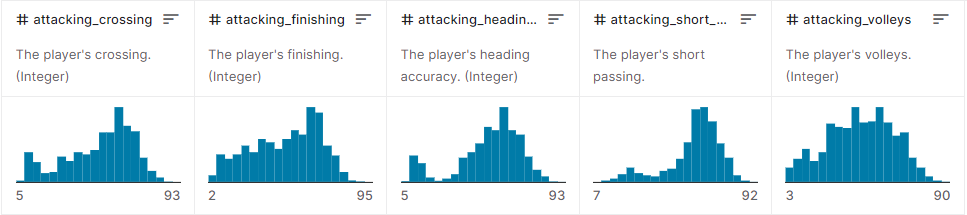 # attacking_crossing
The player's crossing.
(Integer)
5 93
# attacking_finishing
The player's finishing.
(Integer)
2 95
# attacking_headin...
The player's heading
accuracy. (Integer)
5 93
# attacking_short_...
The player's short
passing.
7 92
# attacking_volleys
The player's volleys.
(Integer)
3 90